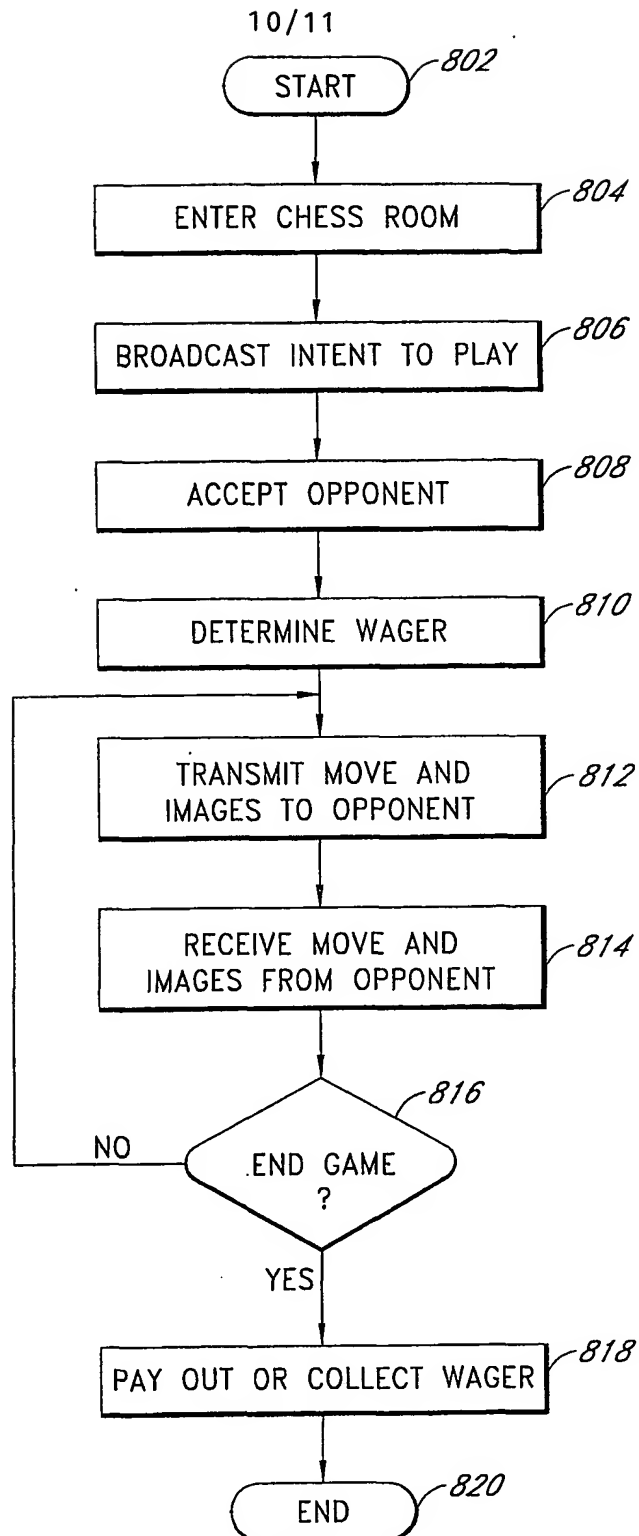 10/11
START
802
ENTER CHESS ROOM
804
BROADCAST INTENT TO PLAY
806
ACCEPT OPPONENT
808
DETERMINE WAGER
810
TRANSMIT MOVE AND
IMAGES TO OPPONENT
812
RECEIVE MOVE AND
IMAGES FROM OPPONENT
814
816
NO
END GAME
?
YES
PAY OUT OR COLLECT WAGER
818
END
820